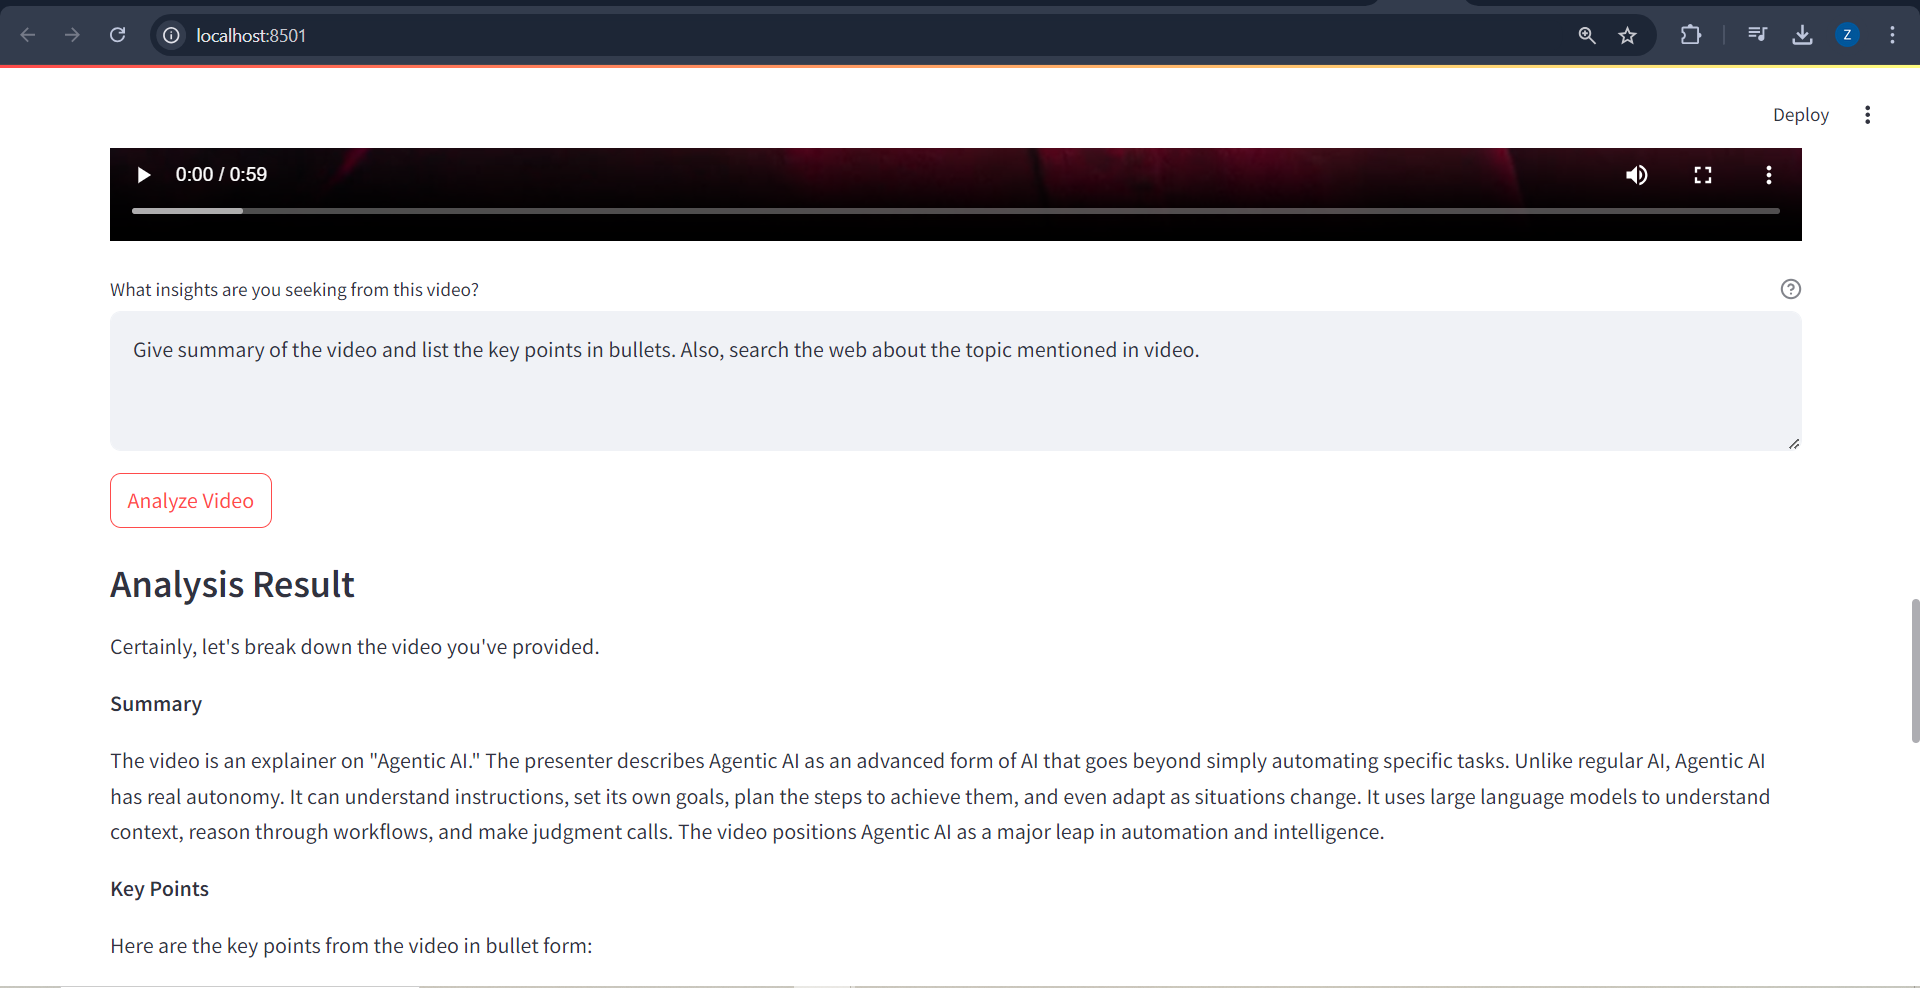 localhost:8501
Z
Deploy
0:00 / 0:59
What insights are you seeking from this video?
Give summary of the video and list the key points in bullets. Also, search the web about the topic mentioned in video.
Analyze Video
Analysis Result
Certainly, let's break down the video you've provided.
Summary
The video is an explainer on "Agentic AI." The presenter describes Agentic AI as an advanced form of AI that goes beyond simply automating specific tasks. Unlike regular AI, Agentic AI
has real autonomy. It can understand instructions, set its own goals, plan the steps to achieve them, and even adapt as situations change. It uses large language models to understand
context, reason through workflows, and make judgment calls. The video positions Agentic AI as a major leap in automation and intelligence.
Key Points
Here are the key points from the video in bullet form: